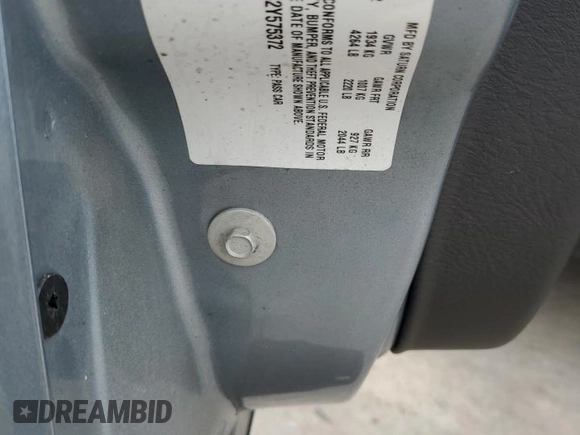 MFD BY SATURN CORPORATION
GVWR GAWR FRT GAWR RR
1934 KG 1007 KG 927 KG
4264 LB 2220 LB 2044 LB
CONFORMS TO ALL APPLICABLE U.S. FEDERAL MOTOR
Y, BUMPER, AND THEFT PREVENTION STANDARDS IN
E DATE OF MANUFACTURE SHOWN ABOVE.
2Y575372 TYPE: PASS CAR
DREAMBID